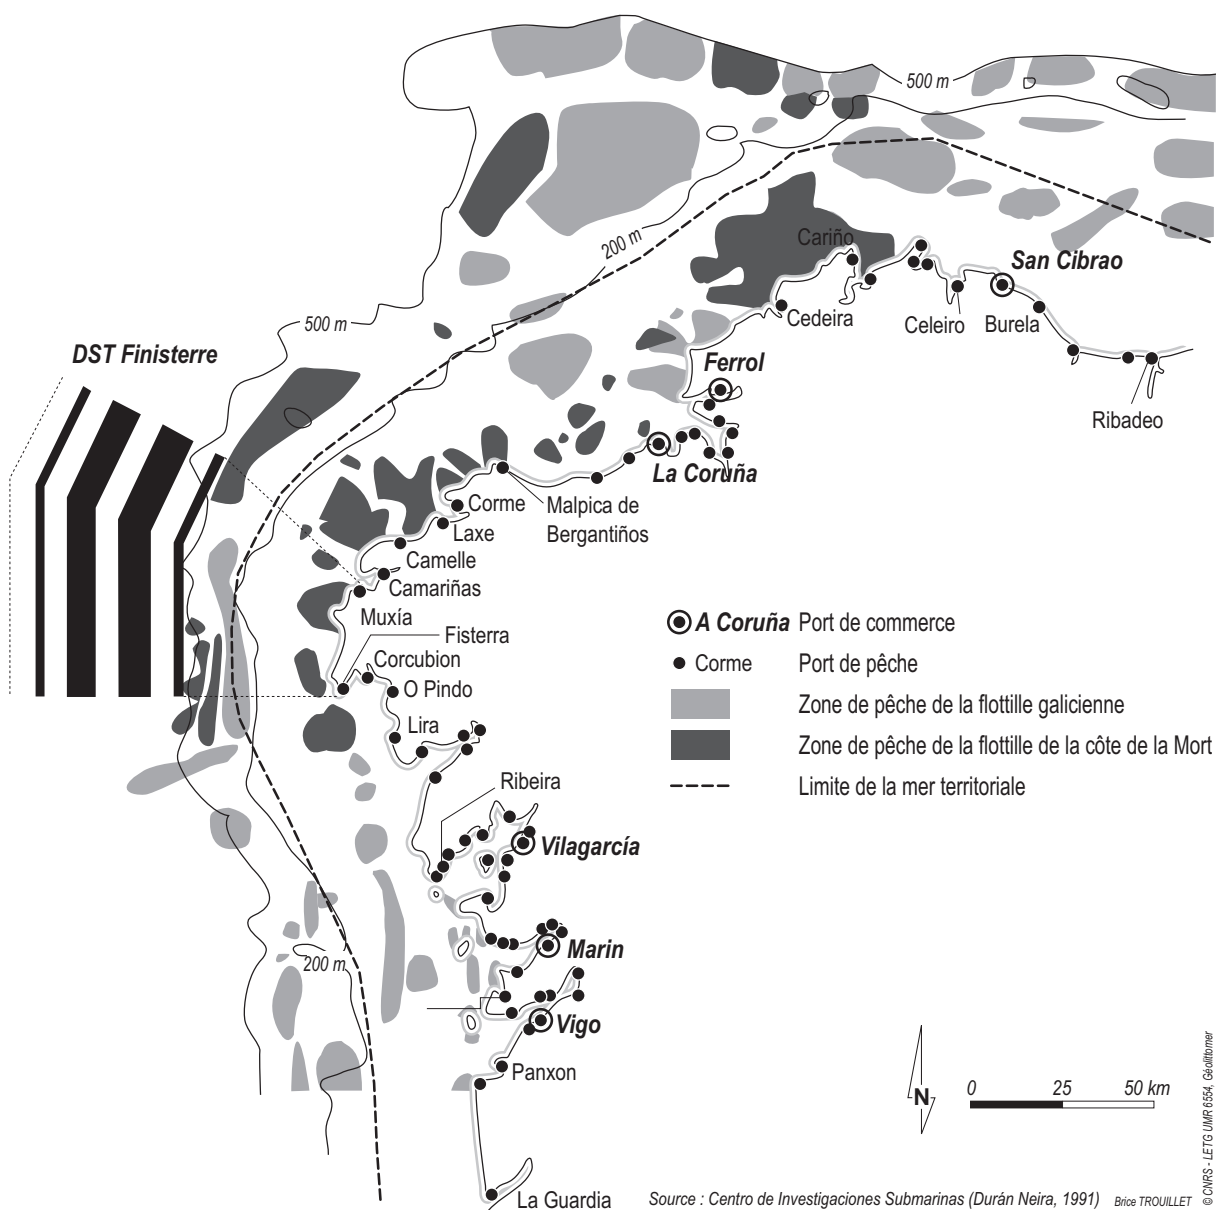 500 m
200 m
Cariño
San Cibrao
Cedeira
Celeiro
Burela
500 m
DST Finisterre
Ferrol
Ribadeo
La Coruña
Corme
Malpica de
Bergantiños
Laxe
Camelle
Camariñas
Muxía
Fisterra
Corcubion
O Pindo
Lira
A Coruña Port de commerce
Corme Port de pêche
Zone de pêche de la flottille galicienne
Zone de pêche de la flottille de la côte de la Mort
Limite de la mer territoriale
Ribeira
Vilagarcía
Marin
200 m
Vigo
Panxon
N
0 25 50 km
La Guardia
Source : Centro de Investigaciones Submarinas (Durán Neira, 1991)
Brice TROUILLET
© CNRS - LETG UMR 6554, Géolittomer